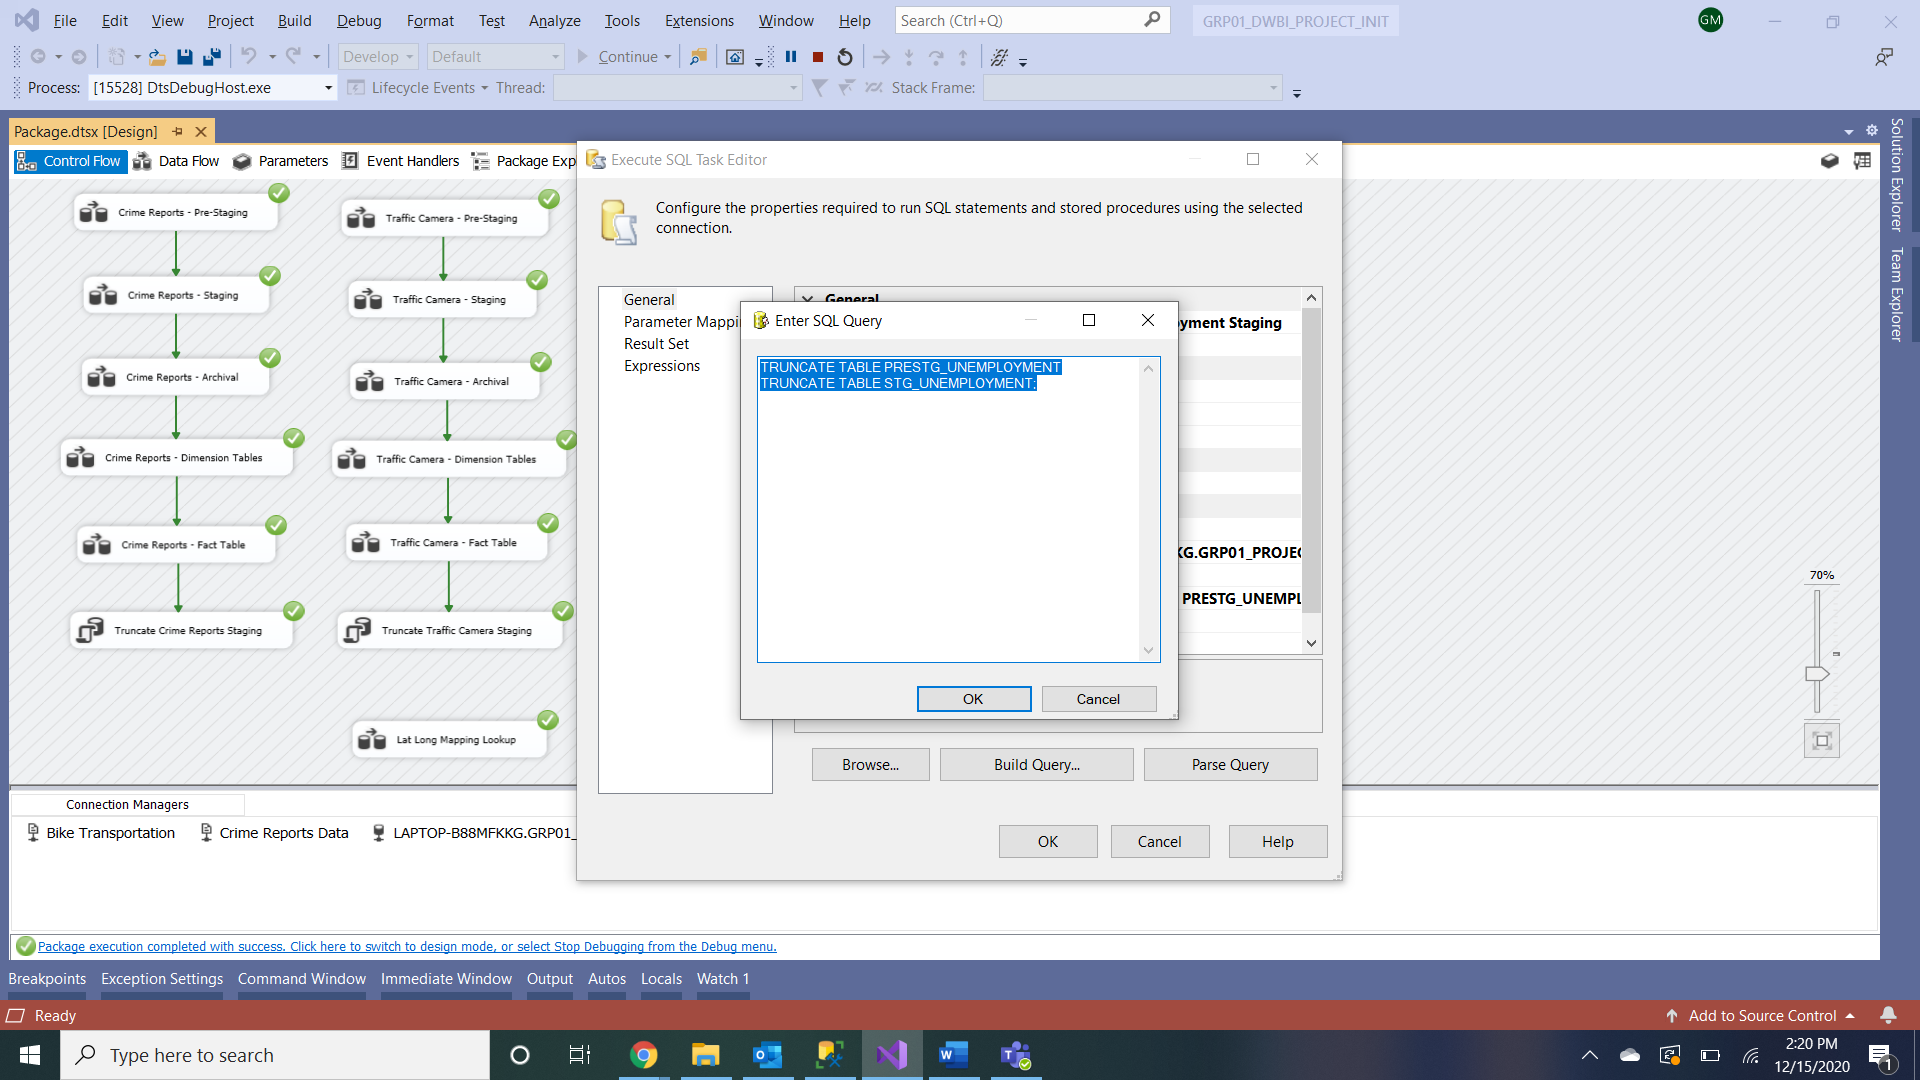 File Edit View Project Build Debug Format Test Analyze Tools Extensions Window Help Search (Ctrl+Q) GRP01_DWBI_PROJECT_INIT GM
Develop Default Continue
Process: [15528] DtsDebugHost.exe Lifecycle Events Thread: Stack Frame:
Package.dtsx [Design]
Control Flow Data Flow Parameters Event Handlers Package Exp
Solution Explorer
Team Explorer
Crime Reports - Pre-Staging
Crime Reports - Staging
Crime Reports - Archival
Crime Reports - Dimension Tables
Crime Reports - Fact Table
Truncate Crime Reports Staging
Traffic Camera - Pre-Staging
Traffic Camera - Staging
Traffic Camera - Archival
Traffic Camera - Dimension Tables
Traffic Camera - Fact Table
Truncate Traffic Camera Staging
Lat Long Mapping Lookup
Execute SQL Task Editor
Configure the properties required to run SQL statements and stored procedures using the selected
connection.
General
Parameter Mappi
Result Set
Expressions
General
yment Staging
KG.GRP01_PROJEC
PRESTG_UNEMPL
Enter SQL Query
TRUNCATE TABLE PRESTG_UNEMPLOYMENT
TRUNCATE TABLE STG_UNEMPLOYMENT;
OK Cancel
Browse... Build Query... Parse Query
OK Cancel Help
70%
Connection Managers
Bike Transportation Crime Reports Data LAPTOP-B88MFKKG.GRP01_
Package execution completed with success. Click here to switch to design mode, or select Stop Debugging from the Debug menu.
Breakpoints Exception Settings Command Window Immediate Window Output Autos Locals Watch 1
Ready Add to Source Control
Type here to search
2:20 PM
12/15/2020
1